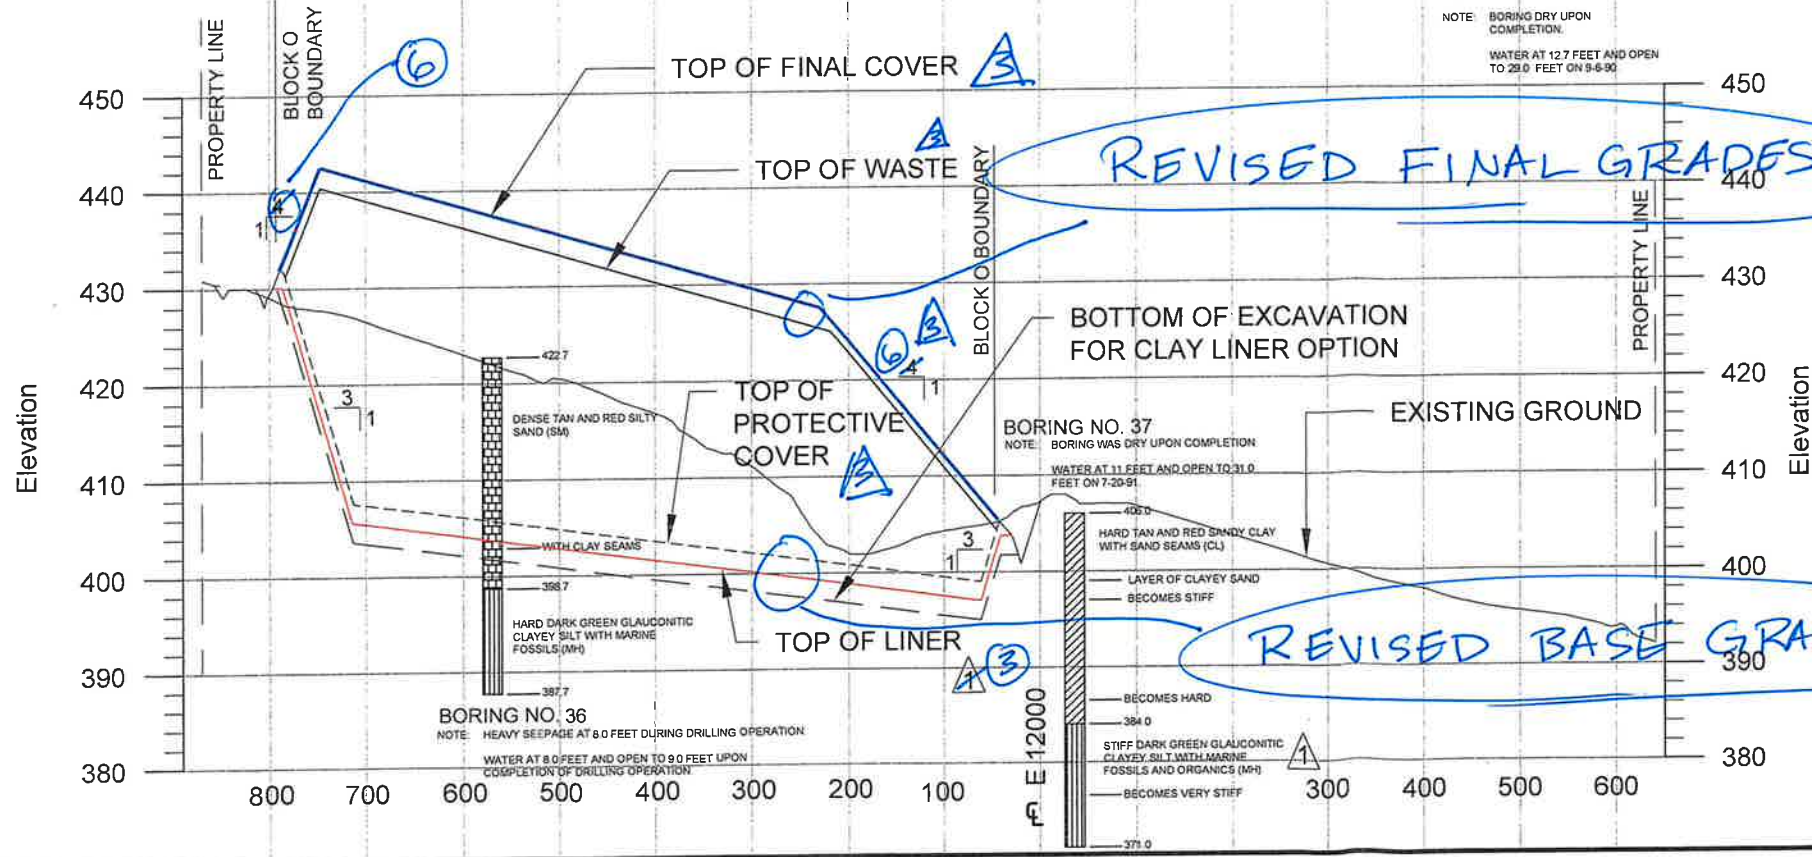 NOTE: BORING DRY UPON
COMPLETION.
WATER AT 12.7 FEET AND OPEN
TO 29.0 FEET ON 9-6-90
PROPERTY LINE
BLOCK O
BOUNDARY
6
TOP OF FINAL COVER 3
TOP OF WASTE 3
REVISED FINAL GRADES
BLOCK O BOUNDARY
PROPERTY LINE
450
440
430
420
410
400
390
380
Elevation
450
440
430
420
410
400
390
380
Elevation
4
1
6 3
4
1
BOTTOM OF EXCAVATION
FOR CLAY LINER OPTION
422.7
3
1
DENSE TAN AND RED SILTY
SAND (SM)
TOP OF
PROTECTIVE
COVER 3
BORING NO. 37
NOTE: BORING WAS DRY UPON COMPLETION
WATER AT 11 FEET AND OPEN TO 31.0
FEET ON 7-20-91
EXISTING GROUND
406.0
HARD TAN AND RED SANDY CLAY
WITH SAND SEAMS (CL)
3
1
WITH CLAY SEAMS
398.7
LAYER OF CLAYEY SAND
BECOMES STIFF
HARD DARK GREEN GLAUCONITIC
CLAYEY SILT WITH MARINE
FOSSILS (MH)
TOP OF LINER
1 3
REVISED BASE GRA
387.7
BECOMES HARD
384.0
BORING NO. 36
NOTE: HEAVY SEEPAGE AT 8.0 FEET DURING DRILLING OPERATION
WATER AT 8.0 FEET AND OPEN TO 9.0 FEET UPON
COMPLETION OF DRILLING OPERATION
STIFF DARK GREEN GLAUCONITIC
CLAYEY SILT WITH MARINE
FOSSILS AND ORGANICS (MH)
1
BECOMES VERY STIFF
371.0
℄ E 12000
800 700 600 500 400 300 200 100 300 400 500 600